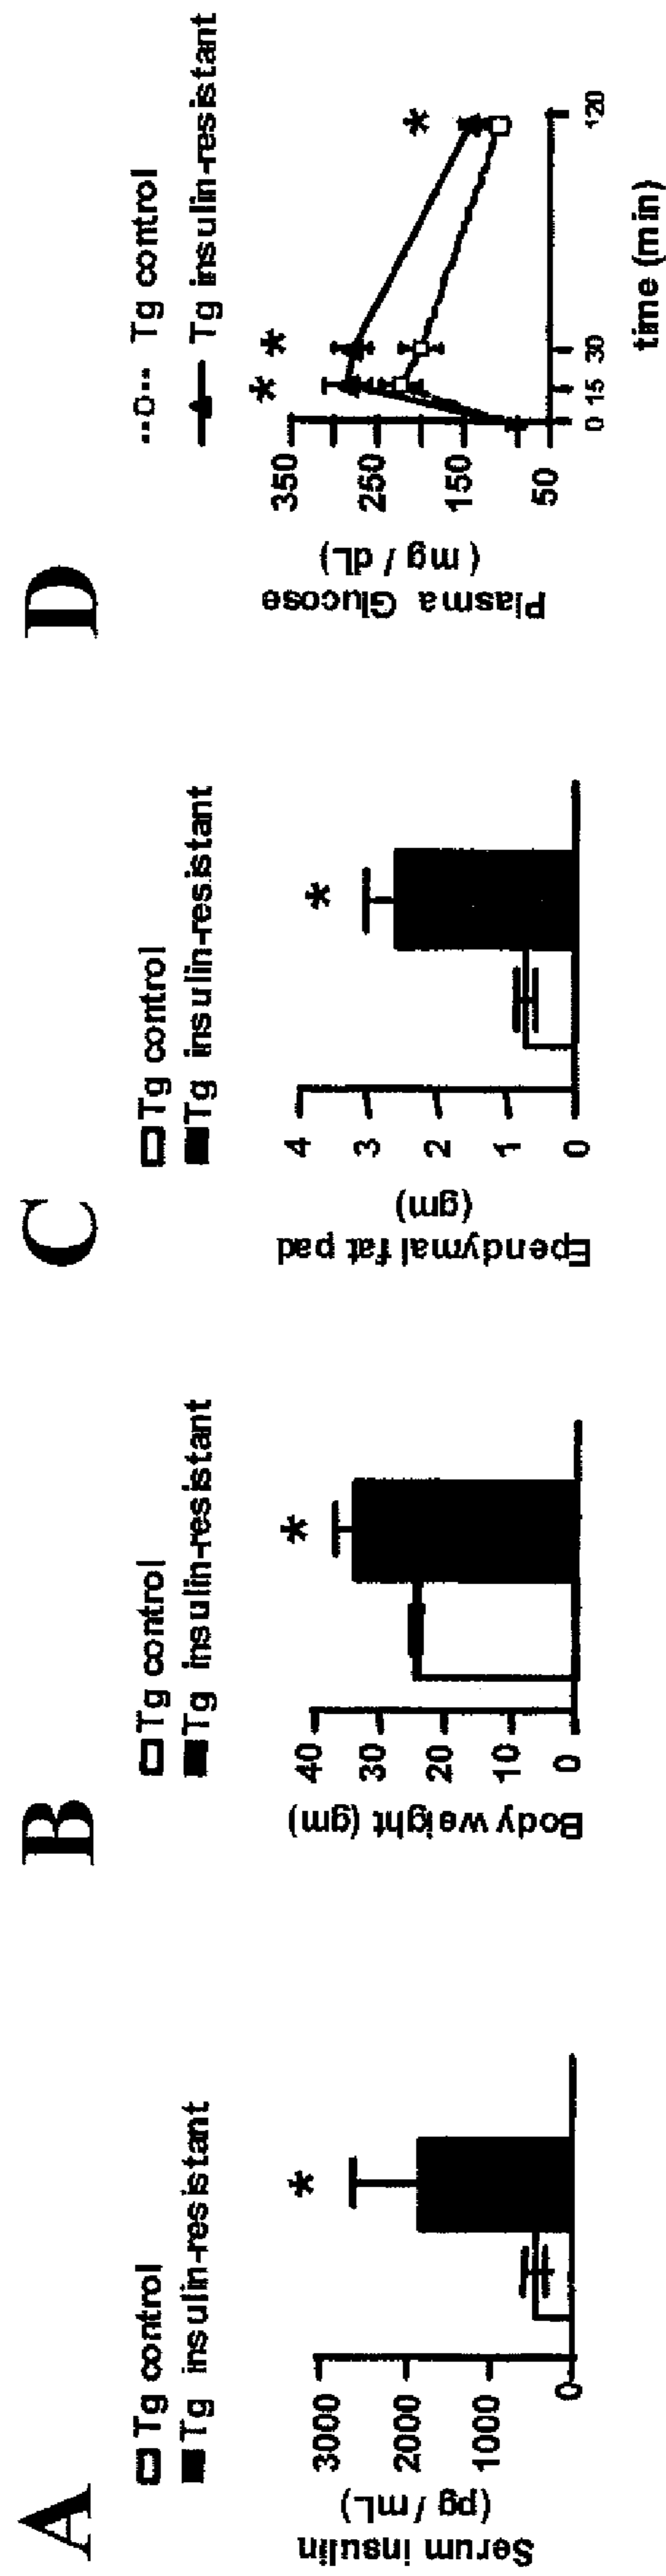 A
Tg control
Tg insulin-resistant
*
3000
2000
1000
0
Serum insulin
(pg / mL)
B
Tg control
Tg insulin-resistant
*
40
30
20
10
0
Body weight (gm)
C
Tg control
Tg insulin-resistant
*
4
3
2
1
0
Ependymal fat pad
(gm)
D
Tg control
Tg insulin-resistant
* * *
350
250
150
50
Plasma Glucose
( mg / dL)
0 15 30 120
time (min)